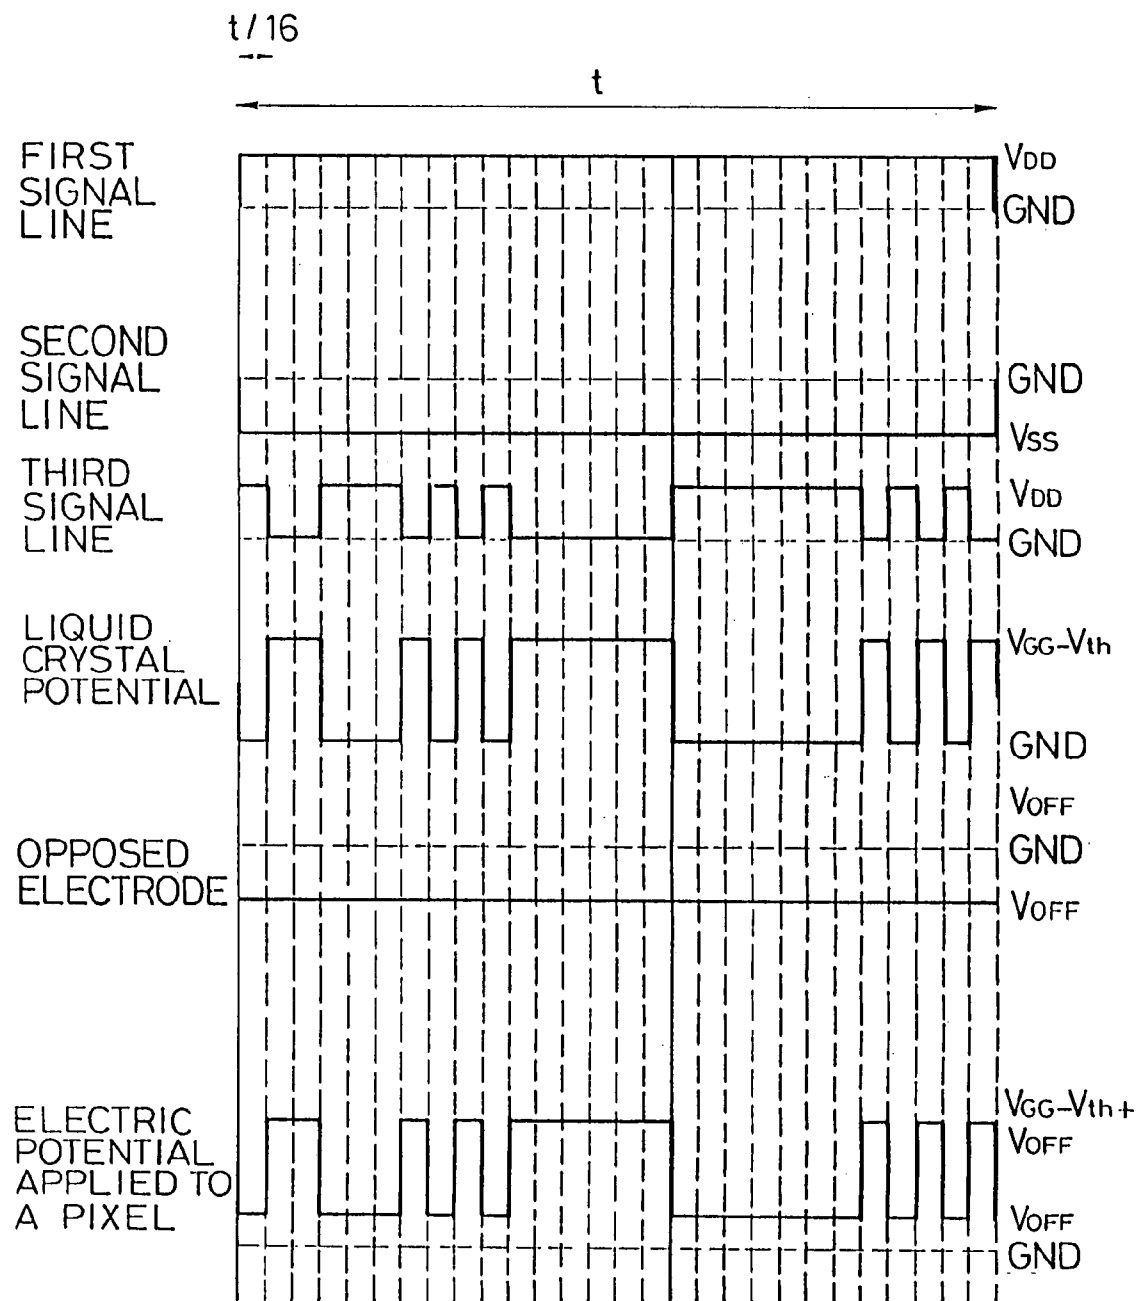 t/16
t
FIRST
SIGNAL
LINE
VDD
GND
SECOND
SIGNAL
LINE
GND
VSS
THIRD
SIGNAL
LINE
VDD
GND
LIQUID
CRYSTAL
POTENTIAL
VGG-Vth
GND
VOFF
OPPOSED
ELECTRODE
GND
VOFF
ELECTRIC
POTENTIAL
APPLIED TO
A PIXEL
VGG-Vth+
VOFF
VOFF
GND